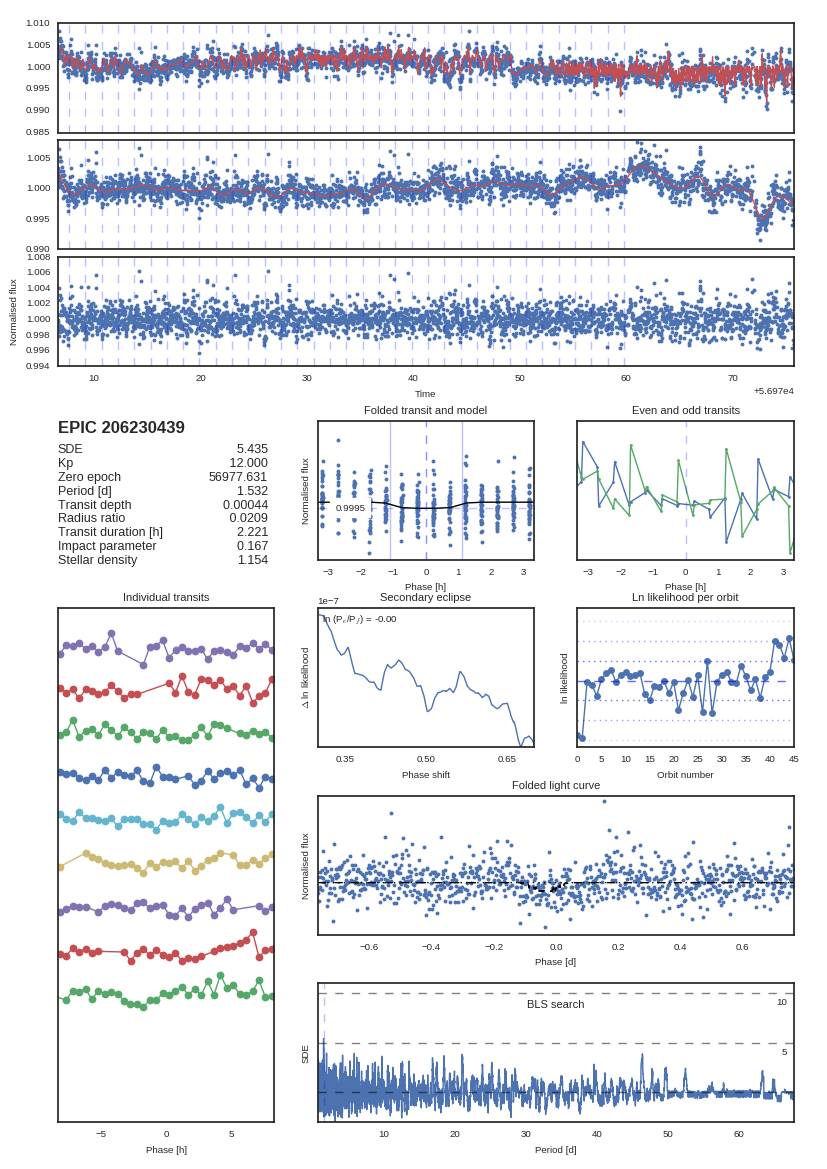 1.010
1.005
1.000
0.995
0.990
0.985
1.005
1.000
0.995
0.990
1.008
1.006
1.004
1.002
1.000
0.998
0.996
0.994
Normalised flux
10 20 30 40 50 60 70
Time
+5.697e4
EPIC 206230439
SDE 5.435
Kp 12.000
Zero epoch 56977.631
Period [d] 1.532
Transit depth 0.00044
Radius ratio 0.0209
Transit duration [h] 2.221
Impact parameter 0.167
Stellar density 1.154
Folded transit and model
Normalised flux
0.9995
−3 −2 −1 0 1 2 3
Phase [h]
Even and odd transits
−3 −2 −1 0 1 2 3
Phase [h]
Individual transits
−5 0 5
Phase [h]
Secondary eclipse
1e−7
Δ ln likelihood
0.35 0.50 0.65
Phase shift
Ln likelihood per orbit
ln likelihood
0 5 10 15 20 25 30 35 40 45
Orbit number
Folded light curve
Normalised flux
−0.6 −0.4 −0.2 0.0 0.2 0.4 0.6
Phase [d]
BLS search
10
5
SDE
10 20 30 40 50 60
Period [d]